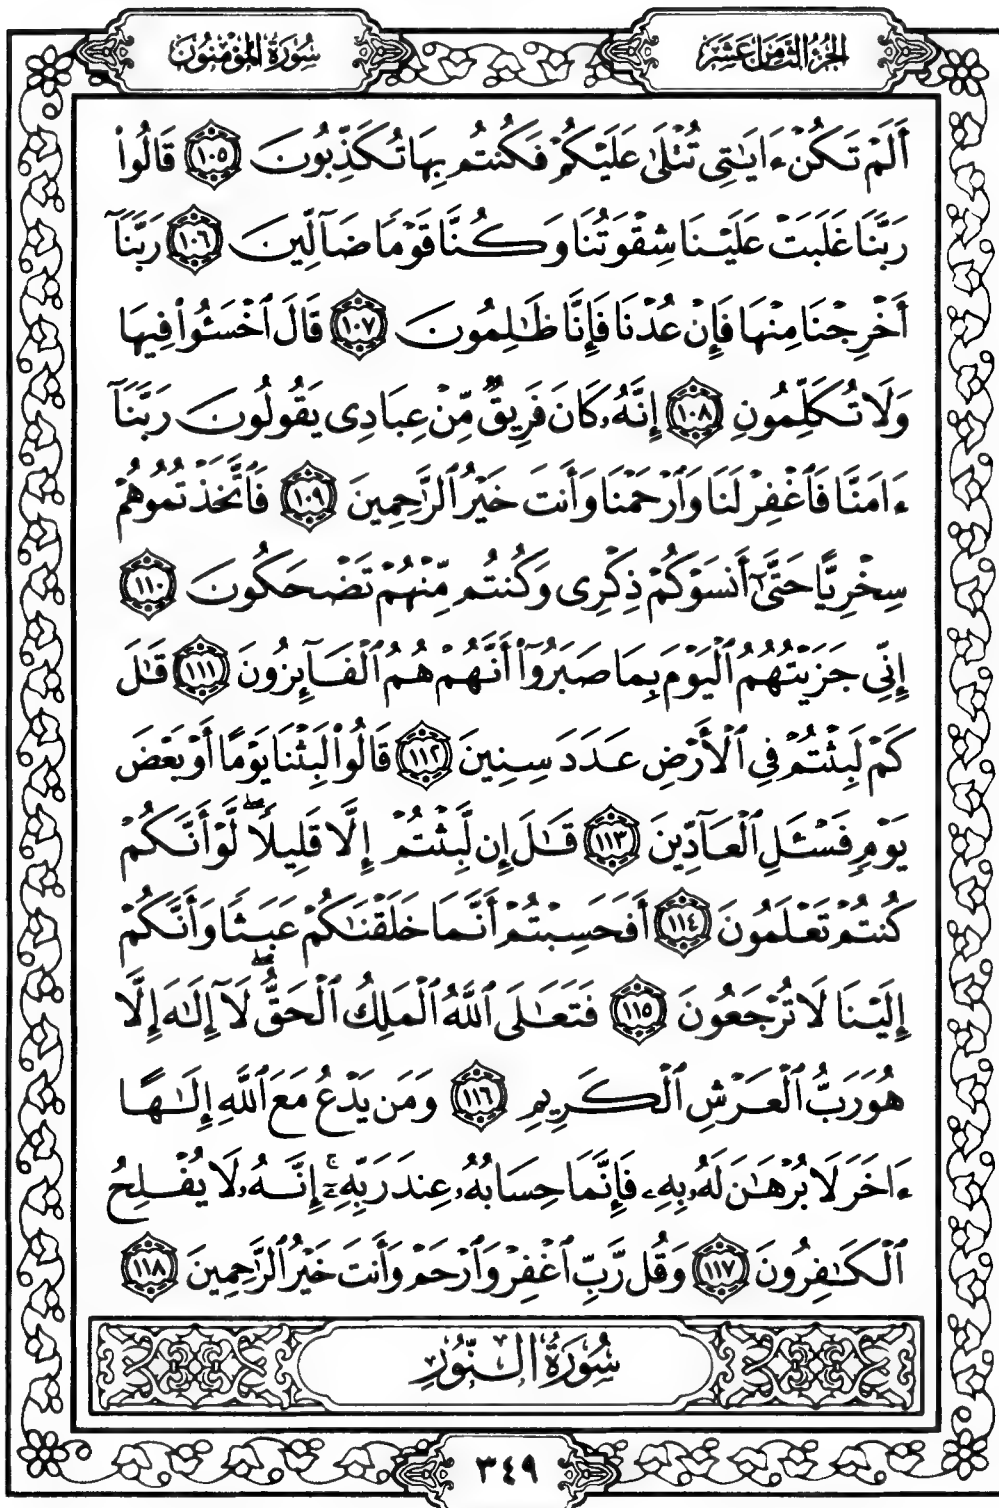 الجزء الثامن عشر
سورة المؤمنون
أَلَمْ تَكُنْ ءَايَٰتِى تُتْلَىٰ عَلَيْكُمْ فَكُنتُم بِهَا تُكَذِّبُونَ ١٠٥ قَالُوا۟
رَبَّنَا غَلَبَتْ عَلَيْنَا شِقْوَتُنَا وَكُنَّا قَوْمًا ضَآلِّينَ ١٠٦ رَبَّنَآ
أَخْرِجْنَا مِنْهَا فَإِنْ عُدْنَا فَإِنَّا ظَٰلِمُونَ ١٠٧ قَالَ ٱخْسَـُٔوا۟ فِيهَا
وَلَا تُكَلِّمُونِ ١٠٨ إِنَّهُۥ كَانَ فَرِيقٌ مِّنْ عِبَادِى يَقُولُونَ رَبَّنَآ
ءَامَنَّا فَٱغْفِرْ لَنَا وَٱرْحَمْنَا وَأَنتَ خَيْرُ ٱلرَّٰحِمِينَ ١٠٩ فَٱتَّخَذْتُمُوهُمْ
سِخْرِيًّا حَتَّىٰٓ أَنسَوْكُمْ ذِكْرِى وَكُنتُم مِّنْهُمْ تَضْحَكُونَ ١١٠
إِنِّى جَزَيْتُهُمُ ٱلْيَوْمَ بِمَا صَبَرُوٓا۟ أَنَّهُمْ هُمُ ٱلْفَآئِزُونَ ١١١ قَٰلَ
كَمْ لَبِثْتُمْ فِى ٱلْأَرْضِ عَدَدَ سِنِينَ ١١٢ قَالُوا۟ لَبِثْنَا يَوْمًا أَوْ بَعْضَ
يَوْمٍ فَسْـَٔلِ ٱلْعَآدِّينَ ١١٣ قَٰلَ إِن لَّبِثْتُمْ إِلَّا قَلِيلًا ۖ لَّوْ أَنَّكُمْ
كُنتُمْ تَعْلَمُونَ ١١٤ أَفَحَسِبْتُمْ أَنَّمَا خَلَقْنَٰكُمْ عَبَثًا وَأَنَّكُمْ
إِلَيْنَا لَا تُرْجَعُونَ ١١٥ فَتَعَٰلَى ٱللَّهُ ٱلْمَلِكُ ٱلْحَقُّ ۖ لَآ إِلَٰهَ إِلَّا
هُوَ رَبُّ ٱلْعَرْشِ ٱلْكَرِيمِ ١١٦ وَمَن يَدْعُ مَعَ ٱللَّهِ إِلَٰهًا
ءَاخَرَ لَا بُرْهَٰنَ لَهُۥ بِهِۦ فَإِنَّمَا حِسَابُهُۥ عِندَ رَبِّهِۦٓ ۚ إِنَّهُۥ لَا يُفْلِحُ
ٱلْكَٰفِرُونَ ١١٧ وَقُل رَّبِّ ٱغْفِرْ وَٱرْحَمْ وَأَنتَ خَيْرُ ٱلرَّٰحِمِينَ ١١٨
سُورَةُ النُّورِ
٣٤٩